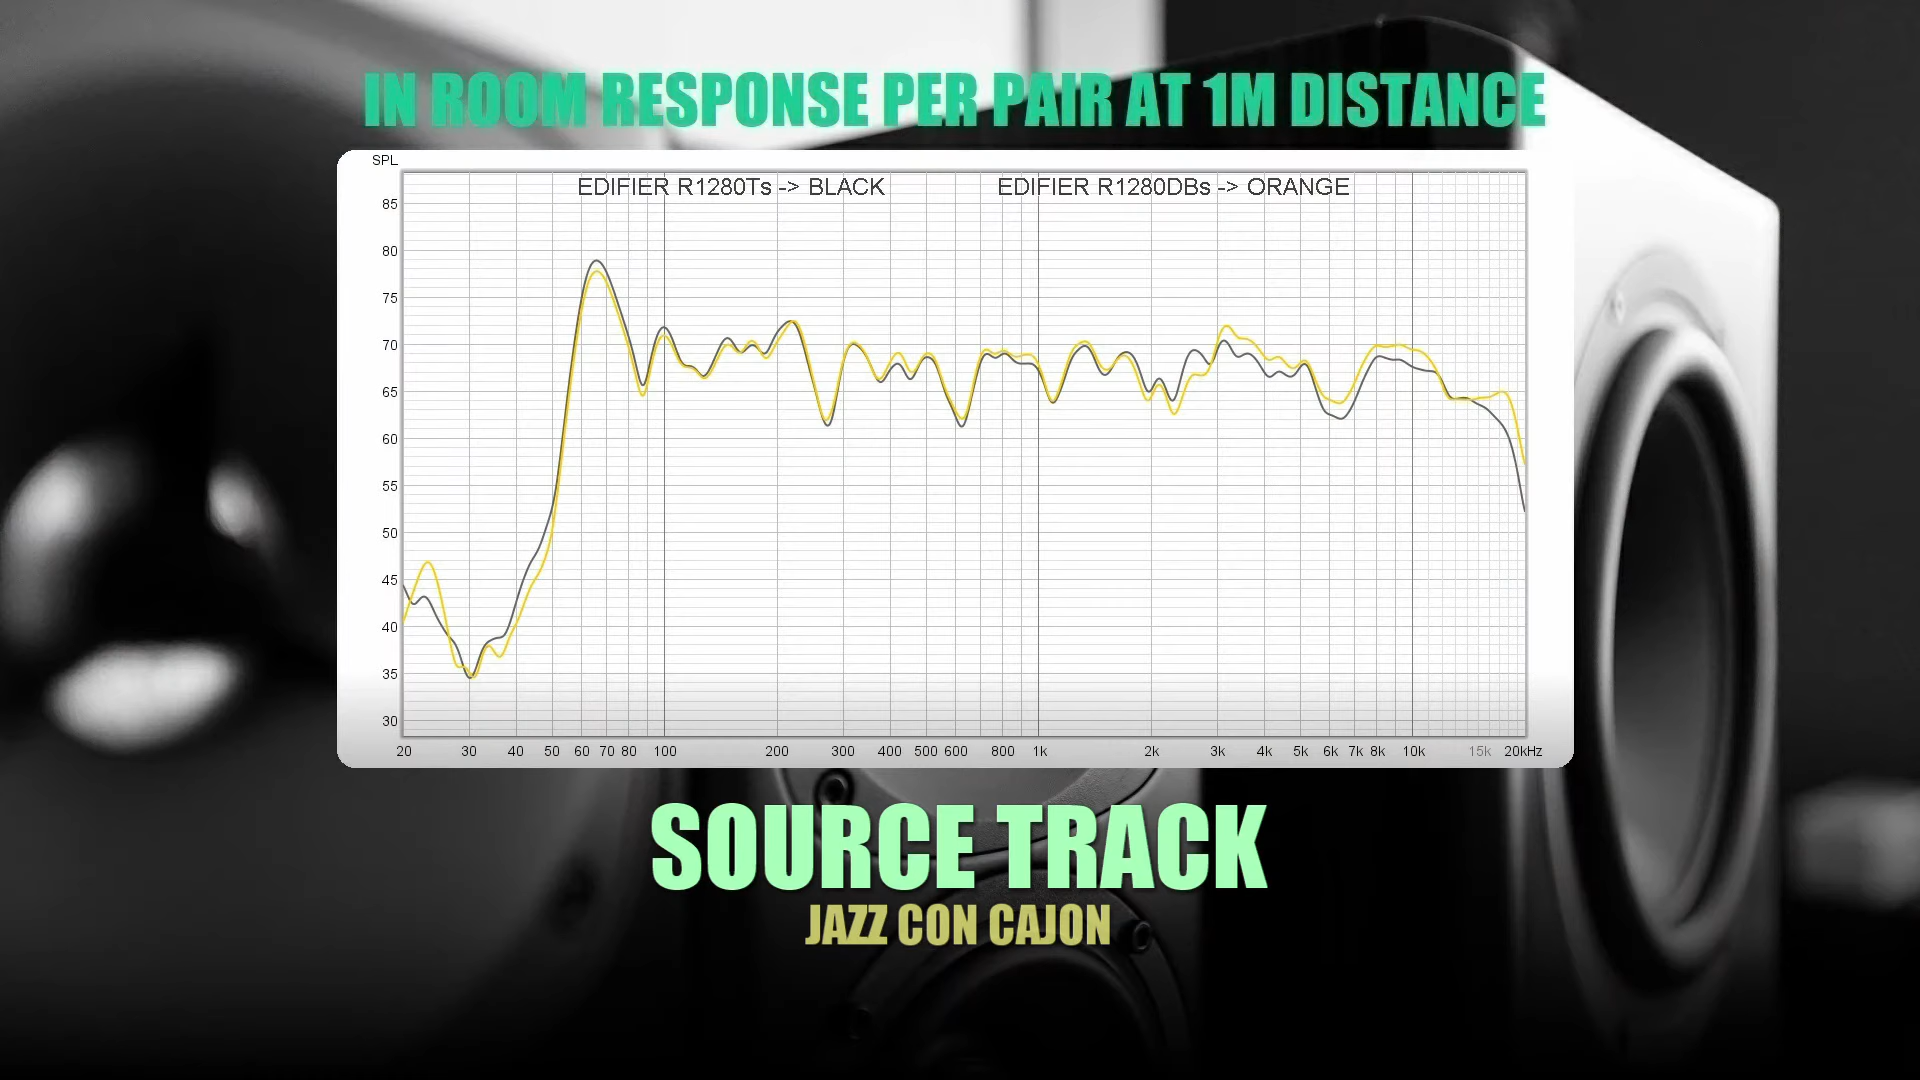 IN ROOM RESPONSE PER PAIR AT 1M DISTANCE
SPL
EDIFIER R1280Ts -> BLACK EDIFIER R1280DBs -> ORANGE
85
80
75
70
65
60
55
50
45
40
35
30
20 30 40 50 60 70 80 100 200 300 400 500 600 800 1k 2k 3k 4k 5k 6k 7k 8k 10k 15k 20kHz
SOURCE TRACK
JAZZ CON CAJON